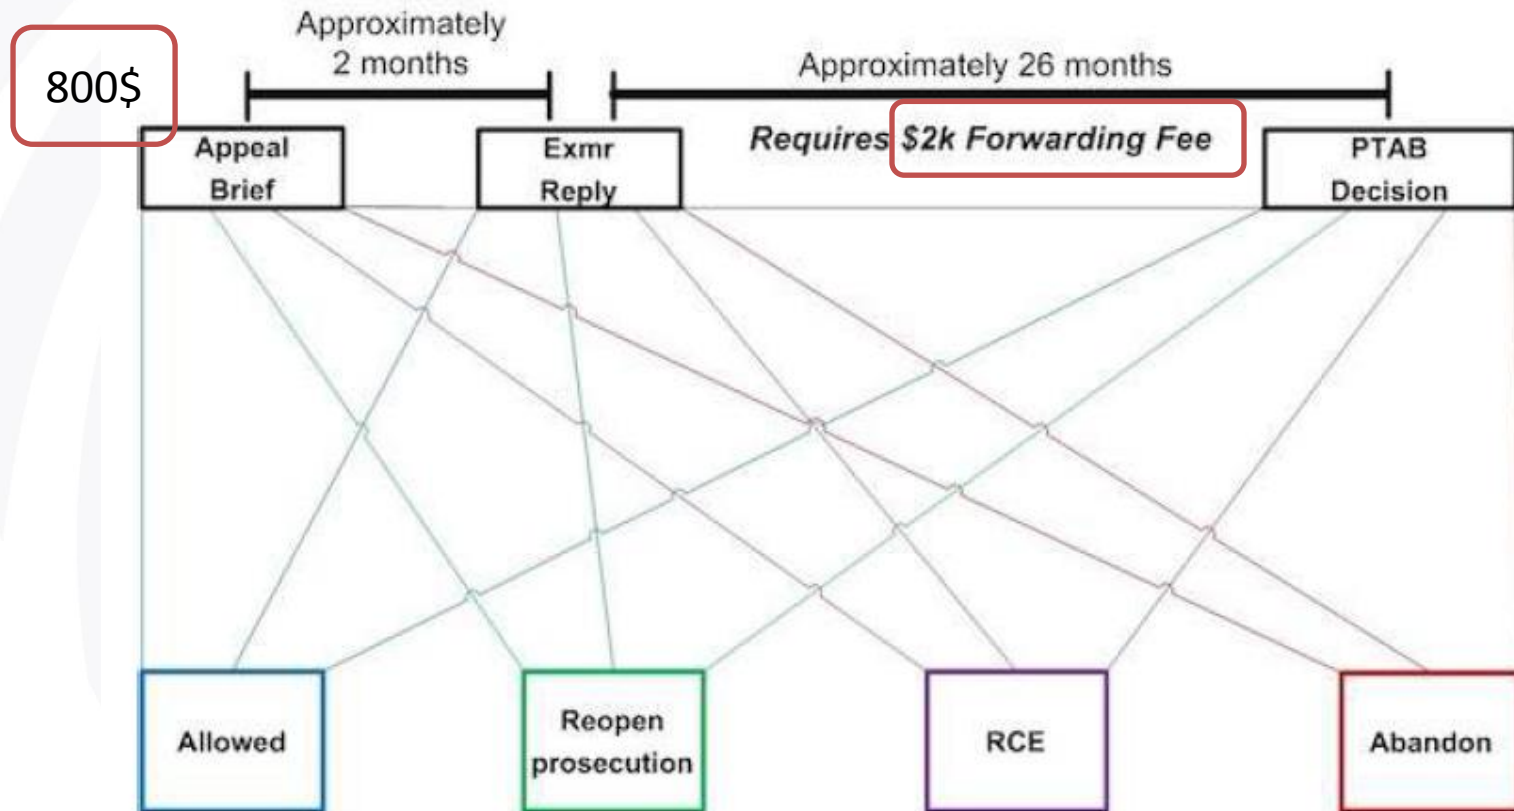 800$
Approximately
2 months
Approximately 26 months
Requires $2k Forwarding Fee
Appeal
Brief
Exmr
Reply
PTAB
Decision
Allowed
Reopen
prosecution
RCE
Abandon